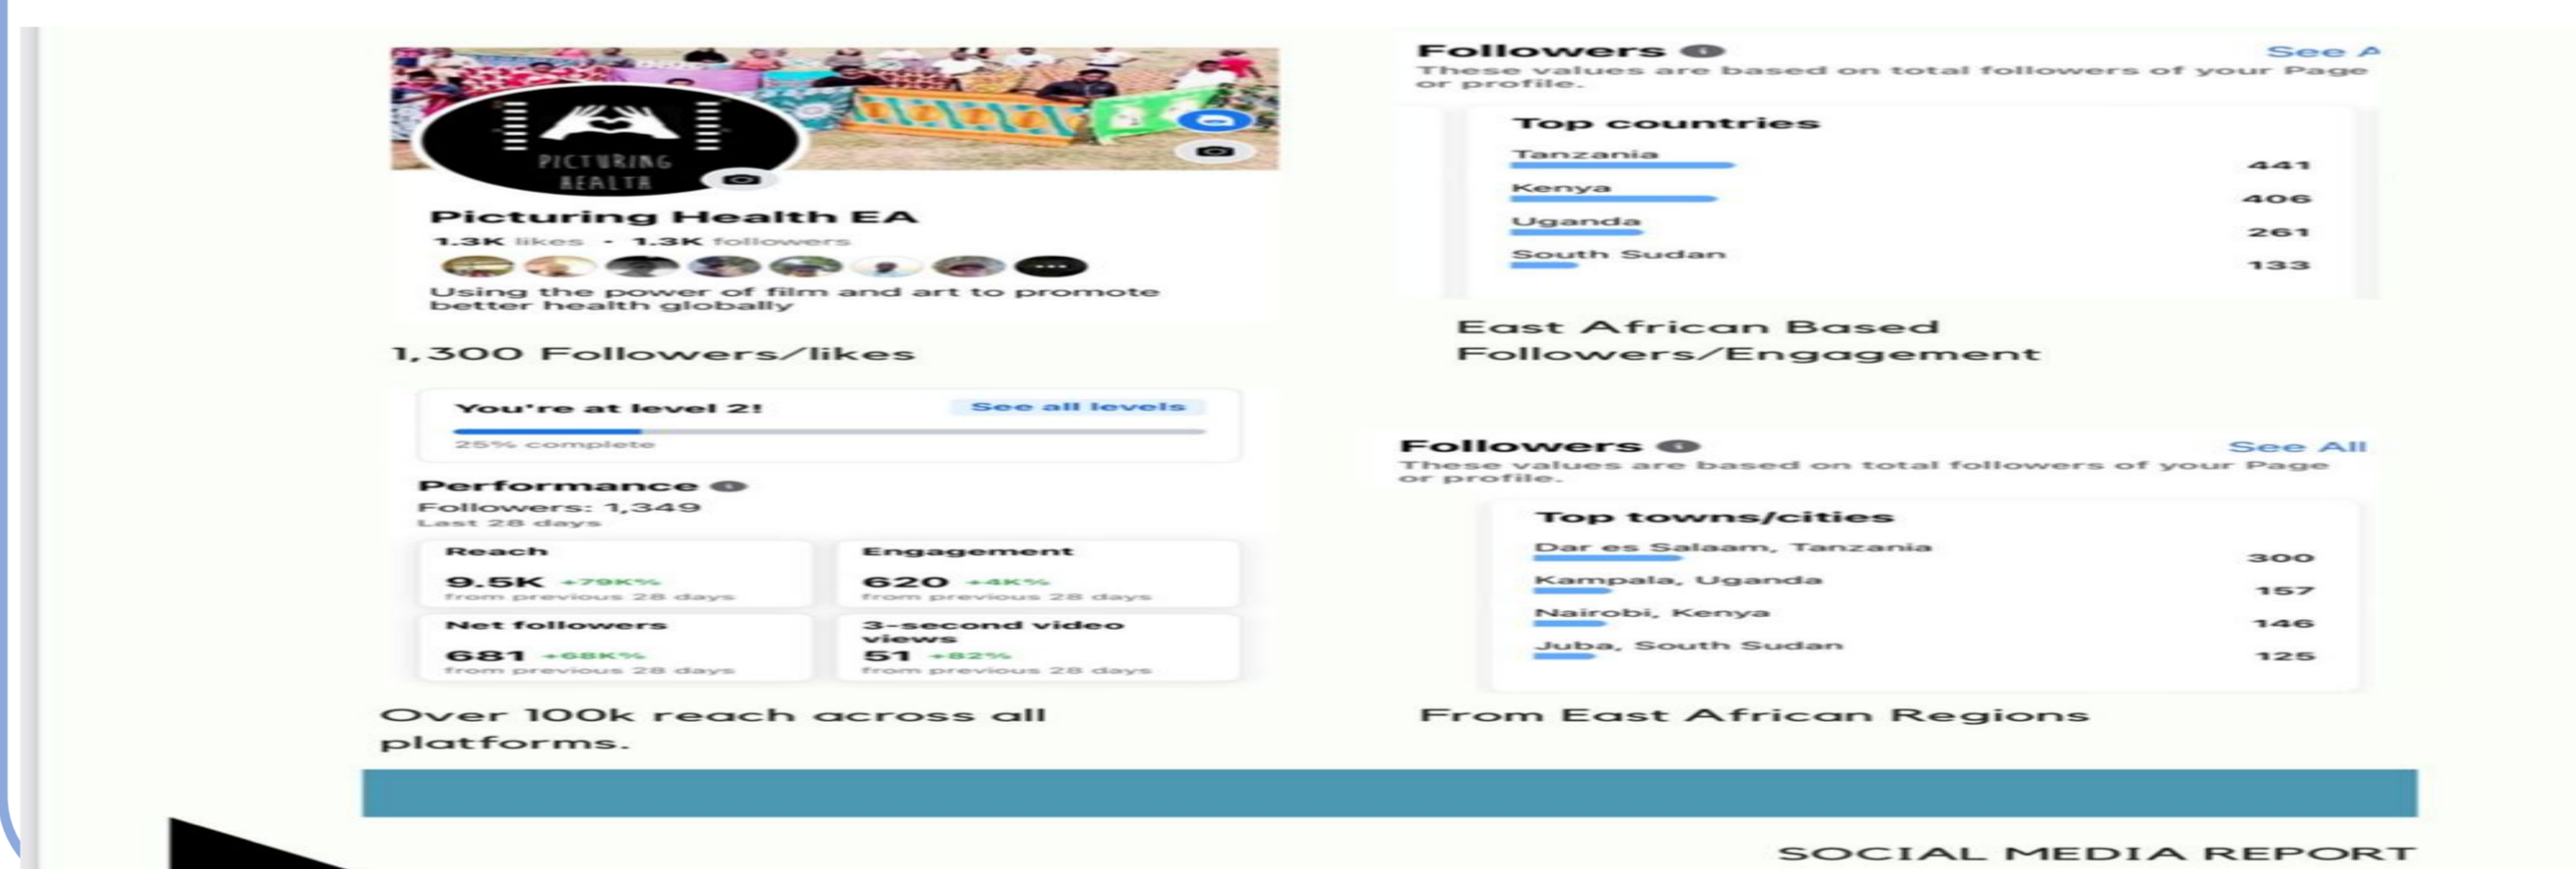 PICTURING
HEALTH
Picturing Health EA
1.3K likes • 1.3K followers
Using the power of film and art to promote
better health globally
1,300 Followers/likes
Followers
See A
These values are based on total followers of your Page
or profile.
Top countries
Tanzania
441
Kenya
406
Uganda
261
South Sudan
133
East African Based
Followers/Engagement
You're at level 2!
See all levels
25% complete
Performance
Followers: 1,349
Last 28 days
Reach
9.5K +79K%
from previous 28 days
Engagement
620 +4K%
from previous 28 days
Net followers
681 +68K%
from previous 28 days
3-second video
views
51 +82%
from previous 28 days
Over 100k reach across all
platforms.
Followers
See All
These values are based on total followers of your Page
or profile.
Top towns/cities
Dar es Salaam, Tanzania
300
Kampala, Uganda
157
Nairobi, Kenya
146
Juba, South Sudan
125
From East African Regions
SOCIAL MEDIA REPORT